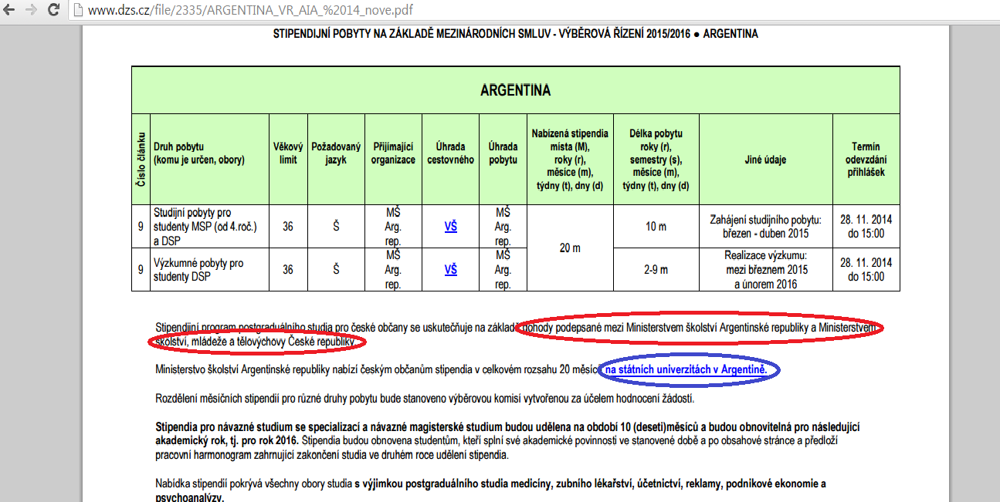 www.dzs.cz/file/2335/ARGENTINA_VR_AIA_%2014_nove.pdf
STIPENDIJNÍ POBYTY NA ZÁKLADĚ MEZINÁRODNÍCH SMLUV - VÝBĚROVÁ ŘÍZENÍ 2015/2016 ● ARGENTINA
ARGENTINA
Číslo článku
Druh pobytu
(komu je určen, obory)
Věkový
limit
Požadovaný
jazyk
Přijímající
organizace
Úhrada
cestovného
Úhrada
pobytu
Nabízená stipendia
místa (M),
roky (r),
měsíce (m),
týdny (t), dny (d)
Délka pobytu
roky (r),
semestry (s),
měsíce (m),
týdny (t), dny (d)
Jiné údaje
Termín
odevzdání
přihlášek
9
Studijní pobyty pro
studenty MSP (od 4.roč.)
a DSP
36
Š
MŠ
Arg.
rep.
VŠ
MŠ
Arg.
rep.
20 m
10 m
Zahájení studijního pobytu:
březen - duben 2015
28. 11. 2014
do 15:00
9
Výzkumné pobyty pro
studenty DSP
36
Š
MŠ
Arg.
rep.
VŠ
MŠ
Arg.
rep.
2-9 m
Realizace výzkumu:
mezi březnem 2015
a únorem 2016
28. 11. 2014
do 15:00
Stipendijní program postgraduálního studia pro české občany se uskutečňuje na základě dohody podepsané mezi Ministerstvem školství Argentinské republiky a Ministerstvem
školství, mládeže a tělovýchovy České republiky.
Ministerstvo školství Argentinské republiky nabízí českým občanům stipendia v celkovém rozsahu 20 měsíců na státních univerzitách v Argentině.
Rozdělení měsíčních stipendií pro různé druhy pobytu bude stanoveno výběrovou komisí vytvořenou za účelem hodnocení žádostí.
Stipendia pro návazné studium se specializací a návazné magisterské studium budou udělena na období 10 (deseti)měsíců a budou obnovitelná pro následující
akademický rok, tj. pro rok 2016. Stipendia budou obnovena studentům, kteří splní své akademické povinnosti ve stanovené době a po obsahové stránce a předloží
pracovní harmonogram zahrnující zakončení studia ve druhém roce udělení stipendia.
Nabídka stipendií pokrývá všechny obory studia s výjimkou postgraduálního studia medicíny, zubního lékařství, účetnictví, reklamy, podnikové ekonomie a
psychoanalýzy.